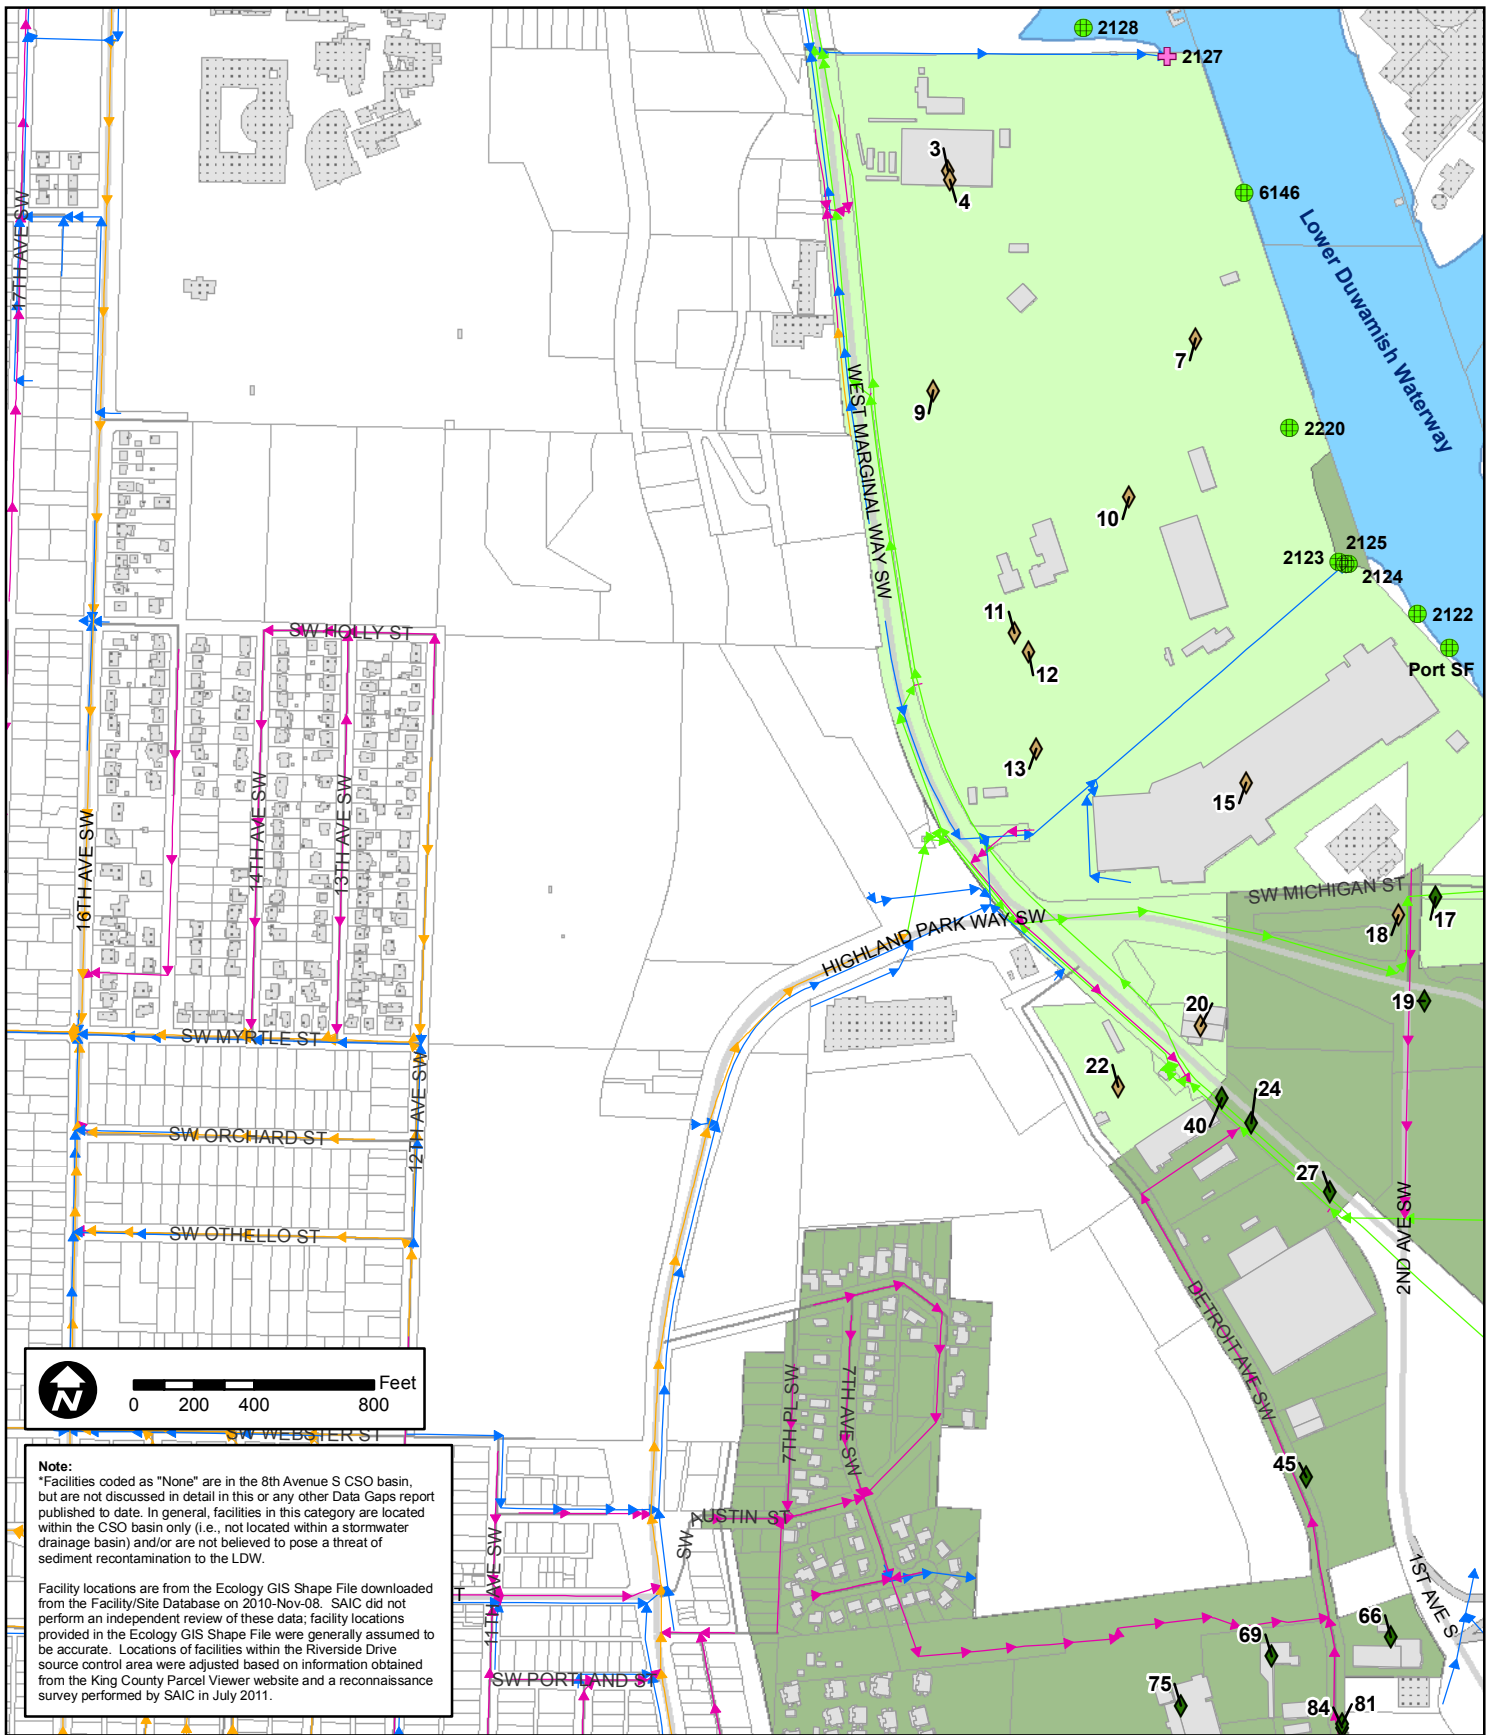 2128
2127
3
4
6146
Lower Duwamish Waterway
17TH AVE SW
7
9
WEST MARGINAL WAY SW
2220
10
2125
2123
2124
2122
Port SF
11
12
SW HOLLY ST
13
15
14TH AVE SW
13TH AVE SW
16TH AVE SW
SW MICHIGAN ST
17
18
HIGHLAND PARK WAY SW
19
20
22
24
40
SW MYRTLE ST
12TH AVE SW
SW ORCHARD ST
27
SW OTHELLO ST
2ND AVE SW
DETROIT AVE SW
N
Feet
0 200 400 800
7TH PL SW
7TH AVE SW
SW WEBSTER ST
45
SW AUSTIN ST
11TH AVE SW
T
1ST AVE S
66
69
SW PORTLAND ST
75
84
81
Note:
*Facilities coded as "None" are in the 8th Avenue S CSO basin,
but are not discussed in detail in this or any other Data Gaps report
published to date. In general, facilities in this category are located
within the CSO basin only (i.e., not located within a stormwater
drainage basin) and/or are not believed to pose a threat of
sediment recontamination to the LDW.
Facility locations are from the Ecology GIS Shape File downloaded
from the Facility/Site Database on 2010-Nov-08. SAIC did not
perform an independent review of these data; facility locations
provided in the Ecology GIS Shape File were generally assumed to
be accurate. Locations of facilities within the Riverside Drive
source control area were adjusted based on information obtained
from the King County Parcel Viewer website and a reconnaissance
survey performed by SAIC in July 2011.